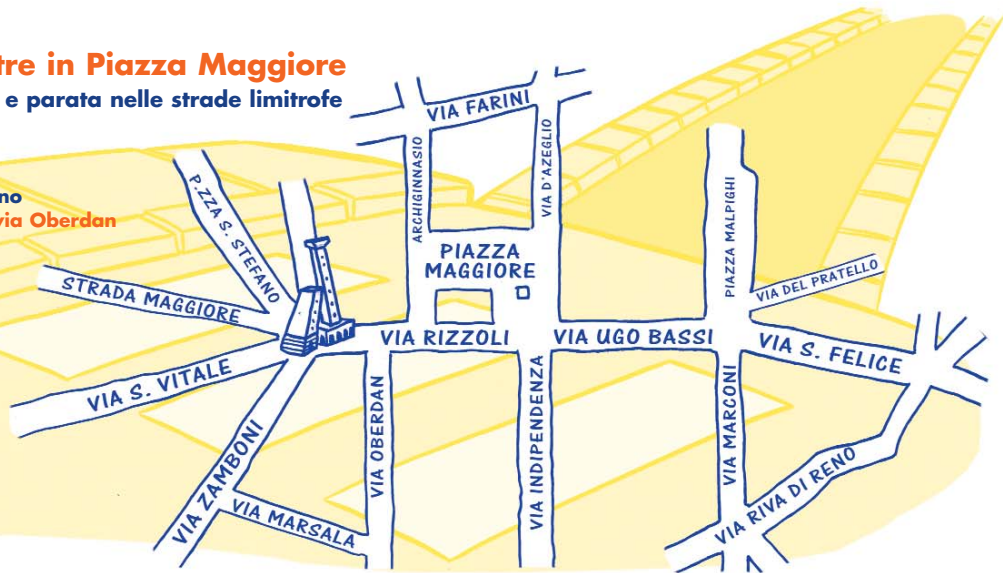 tre in Piazza Maggiore
e parata nelle strade limitrofe
no
via Oberdan
VIA FARINI
ARCHIGINNASIO
VIA D'AZEGLIO
P.ZZA S. STEFANO
PIAZZA
MAGGIORE
PIAZZA MALPIGHI
VIA DEL PRATELLO
STRADA MAGGIORE
VIA RIZZOLI
VIA UGO BASSI
VIA S. FELICE
VIA S. VITALE
VIA OBERDAN
VIA INDIPENDENZA
VIA MARCONI
VIA ZAMBONI
VIA MARSALA
VIA RIVA DI RENO